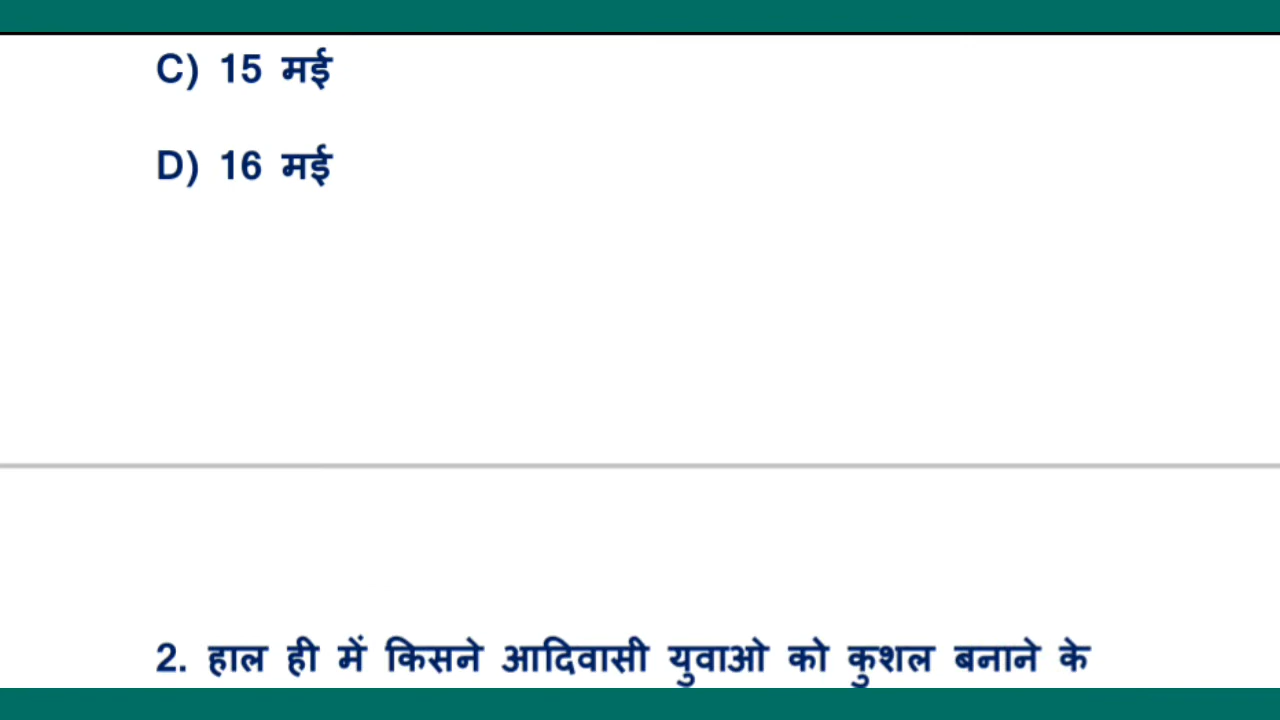 C) 15 मई
D) 16 मई
2. हाल ही में किसने आदिवासी युवाओ को कुशल बनाने के